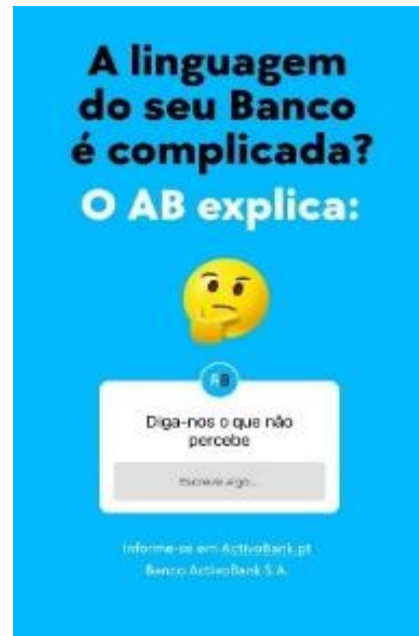 A linguagem
do seu Banco
é complicada?
O AB explica:
AB
Diga-nos o que não
percebe
Escreve algo...
Informe-se em ActivoBank.pt
Banco ActivoBank S.A.